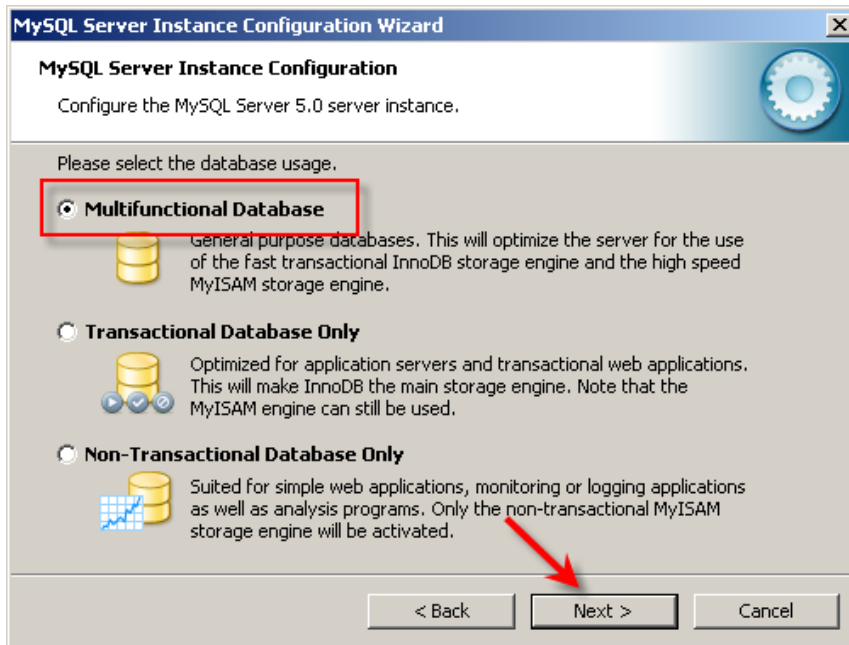 MySQL Server Instance Configuration Wizard
MySQL Server Instance Configuration
Configure the MySQL Server 5.0 server instance.
Please select the database usage.
Multifunctional Database
General purpose databases. This will optimize the server for the use
of the fast transactional InnoDB storage engine and the high speed
MyISAM storage engine.
Transactional Database Only
Optimized for application servers and transactional web applications.
This will make InnoDB the main storage engine. Note that the
MyISAM engine can still be used.
Non-Transactional Database Only
Suited for simple web applications, monitoring or logging applications
as well as analysis programs. Only the non-transactional MyISAM
storage engine will be activated.
< Back Next > Cancel